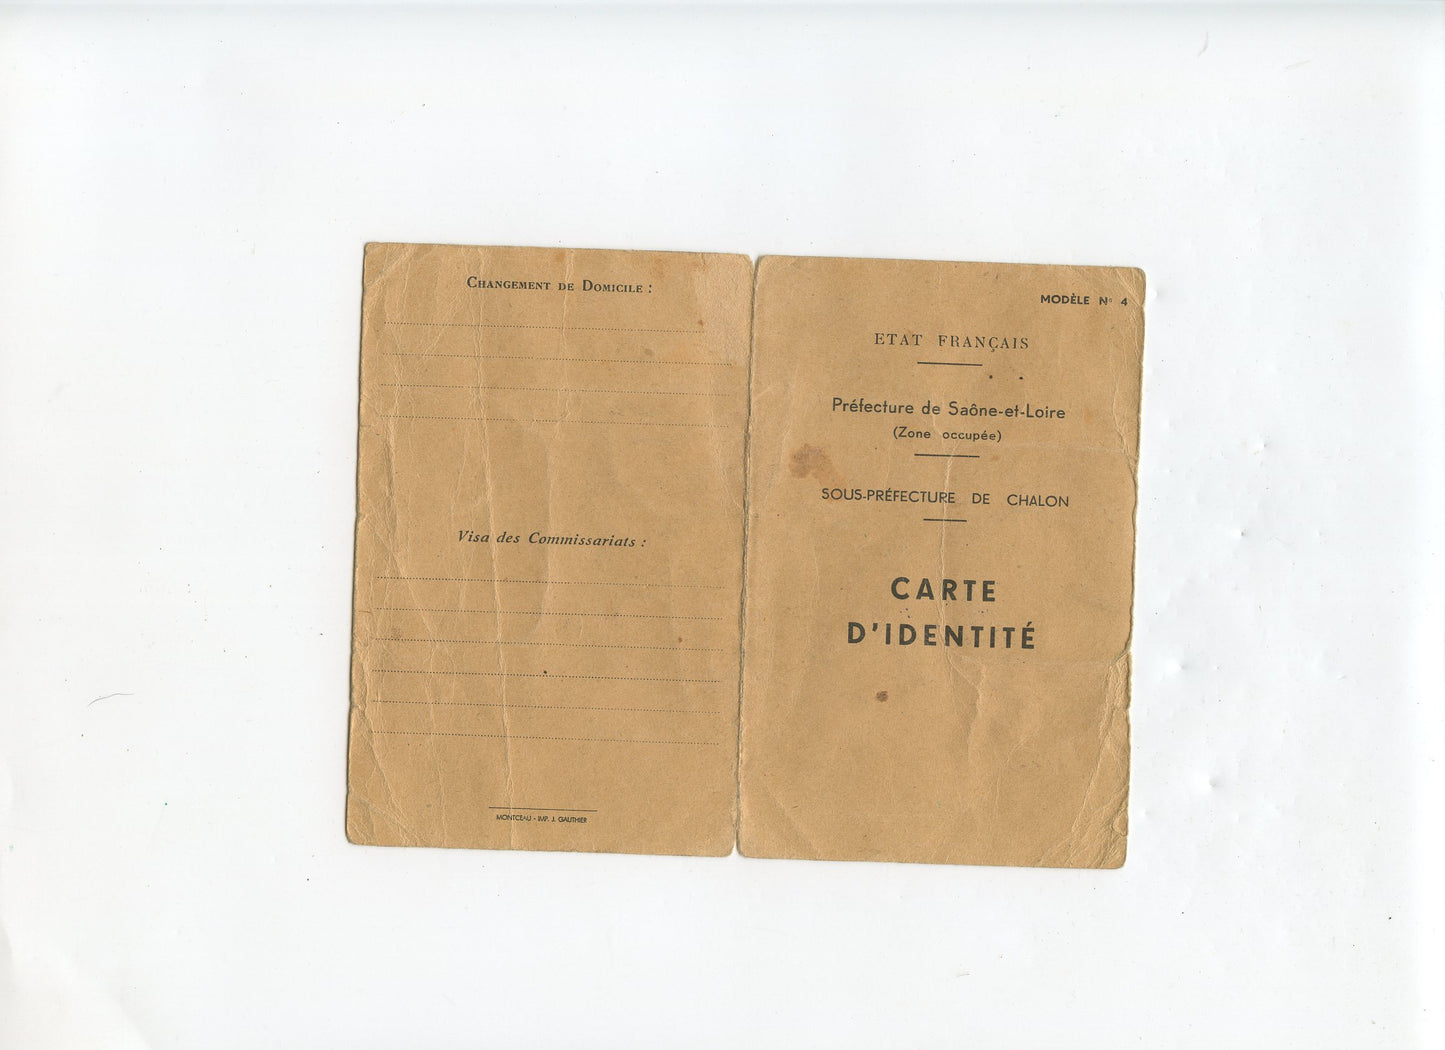 CHANGEMENT DE DOMICILE :
Visa des Commissariats :
MONTCEAU - IMP. J. GAUTHIER
MODÈLE N° 4
ETAT FRANÇAIS
Préfecture de Saône-et-Loire
(Zone occupée)
SOUS-PRÉFECTURE DE CHALON
CARTE
D'IDENTITÉ